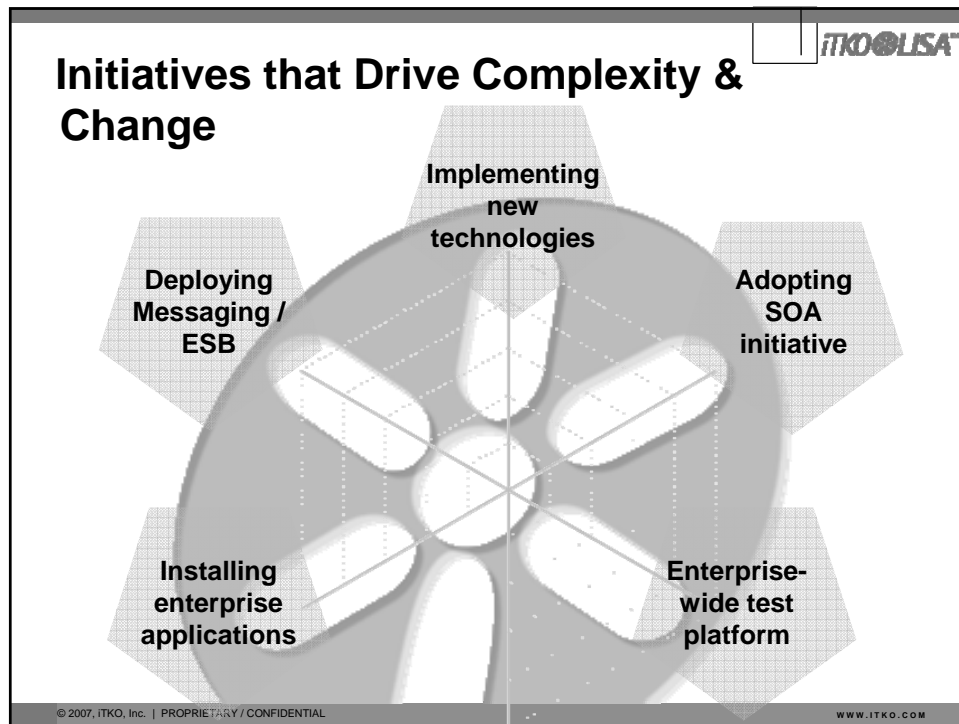 iTKO LISA™
Initiatives that Drive Complexity &
Change
Implementing
new
technologies
Deploying
Messaging /
ESB
Adopting
SOA
initiative
Installing
enterprise
applications
Enterprise-
wide test
platform
© 2007, iTKO, Inc. | PROPRIETARY / CONFIDENTIAL
WWW.ITKO.COM